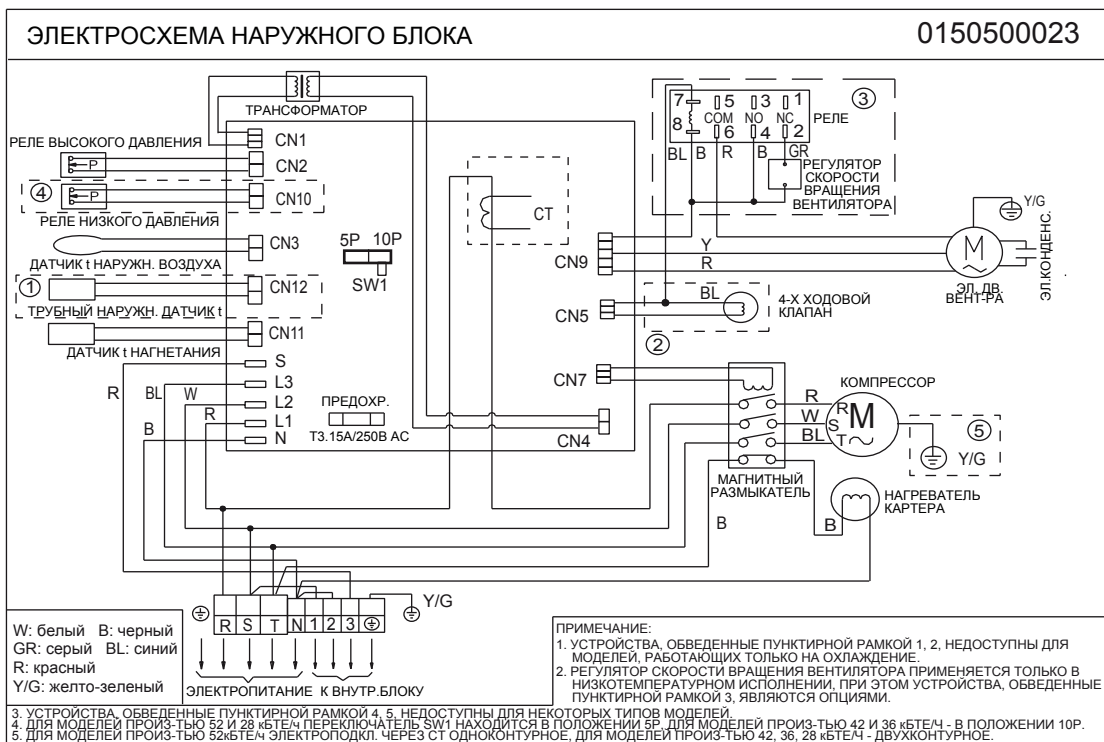 ЭЛЕКТРОСХЕМА НАРУЖНОГО БЛОКА
0150500023
ТРАНСФОРМАТОР
РЕЛЕ ВЫСОКОГО ДАВЛЕНИЯ
P
CN1
CN2
4
P
CN10
РЕЛЕ НИЗКОГО ДАВЛЕНИЯ
CN3
ДАТЧИК t НАРУЖН. ВОЗДУХА
1
CN12
ТРУБНЫЙ НАРУЖН. ДАТЧИК t
CN11
ДАТЧИК t НАГНЕТАНИЯ
5P 10P
SW1
CT
S
L3
L2
L1
N
R BL W
R
B
ПРЕДОХР.
T3.15A/250B AC
CN9
CN5
CN7
CN4
3
7 5 3 1
COM NO NC
8 6 4 2
РЕЛЕ
BL B R B GR
РЕГУЛЯТОР
СКОРОСТИ
ВРАЩЕНИЯ
ВЕНТИЛЯТОРА
Y
R
Y/G
M
ЭЛ. ДВ.
ВЕНТ-РА
ЭЛ.КОНДЕНС.
BL
4-Х ХОДОВОЙ
КЛАПАН
2
КОМПРЕССОР
R
W
BL
R
S
T
M
5
Y/G
МАГНИТНЫЙ
РАЗМЫКАТЕЛЬ
B
B
НАГРЕВАТЕЛЬ
КАРТЕРА
Y/G
R S T N 1 2 3
ЭЛЕКТРОПИТАНИЕ К ВНУТР.БЛОКУ
W: белый B: черный
GR: серый BL: синий
R: красный
Y/G: желто-зеленый
ПРИМЕЧАНИЕ:
1. УСТРОЙСТВА, ОБВЕДЕННЫЕ ПУНКТИРНОЙ РАМКОЙ 1, 2, НЕДОСТУПНЫ ДЛЯ
МОДЕЛЕЙ, РАБОТАЮЩИХ ТОЛЬКО НА ОХЛАЖДЕНИЕ.
2. РЕГУЛЯТОР СКОРОСТИ ВРАЩЕНИЯ ВЕНТИЛЯТОРА ПРИМЕНЯЕТСЯ ТОЛЬКО В
НИЗКОТЕМПЕРАТУРНОМ ИСПОЛНЕНИИ, ПРИ ЭТОМ УСТРОЙСТВА, ОБВЕДЕННЫЕ
ПУНКТИРНОЙ РАМКОЙ 3, ЯВЛЯЮТСЯ ОПЦИЯМИ.
3. УСТРОЙСТВА, ОБВЕДЕННЫЕ ПУНКТИРНОЙ РАМКОЙ 4, 5, НЕДОСТУПНЫ ДЛЯ НЕКОТОРЫХ ТИПОВ МОДЕЛЕЙ.
4. ДЛЯ МОДЕЛЕЙ ПРОИЗ-ТЬЮ 52 И 28 кБТЕ/ч ПЕРЕКЛЮЧАТЕЛЬ SW1 НАХОДИТСЯ В ПОЛОЖЕНИИ 5P, ДЛЯ МОДЕЛЕЙ ПРОИЗ-ТЬЮ 42 И 36 кБТЕ/Ч - В ПОЛОЖЕНИИ 10P.
5. ДЛЯ МОДЕЛЕЙ ПРОИЗ-ТЬЮ 52кБТЕ/ч ЭЛЕКТРОПОДКЛ. ЧЕРЕЗ СТ ОДНОКОНТУРНОЕ, ДЛЯ МОДЕЛЕЙ ПРОИЗ-ТЬЮ 42, 36, 28 кБТЕ/Ч - ДВУХКОНТУРНОЕ.